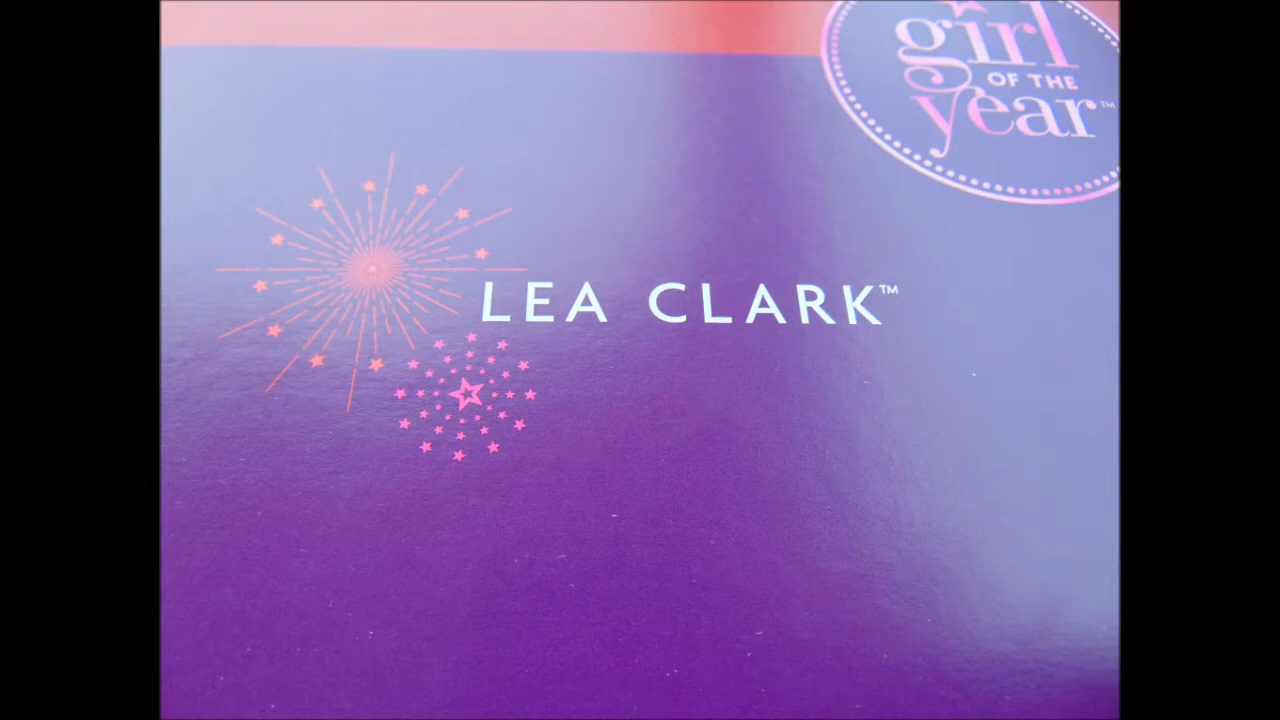 girl
OF THE
year™
LEA CLARK™